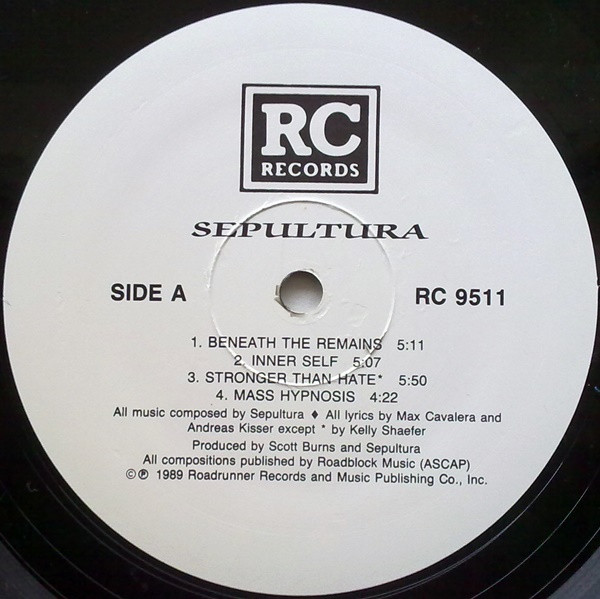 RC
RECORDS
SEPULTURA
SIDE A
RC 9511
1. BENEATH THE REMAINS 5:11
2. INNER SELF 5:07
3. STRONGER THAN HATE* 5:50
4. MASS HYPNOSIS 4:22
All music composed by Sepultura ♦ All lyrics by Max Cavalera and
Andreas Kisser except * by Kelly Shaefer
Produced by Scott Burns and Sepultura
All compositions published by Roadblock Music (ASCAP)
©℗ 1989 Roadrunner Records and Music Publishing Co., Inc.